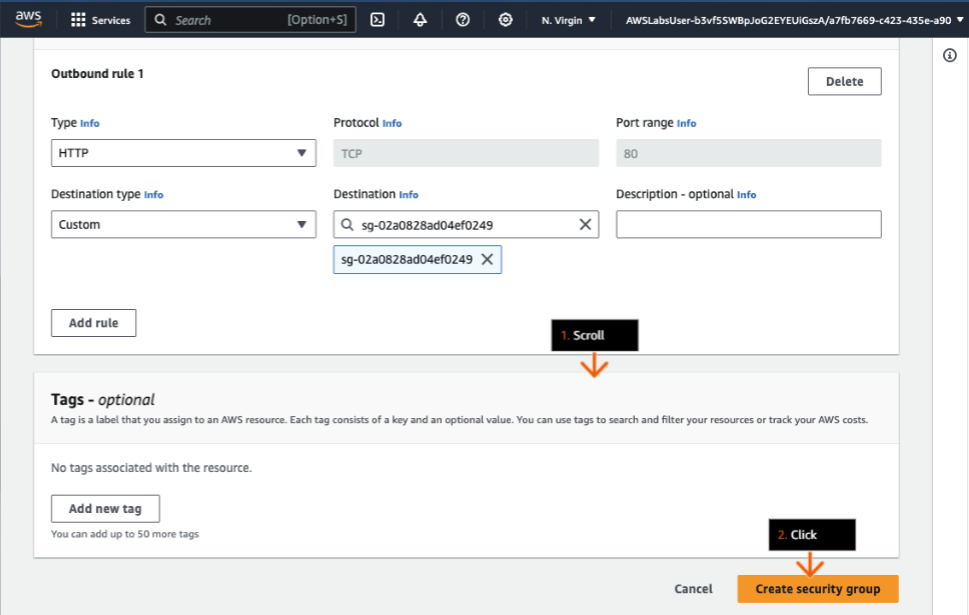 aws Services Search [Option+S] N. Virgin AWSLabsUser-b3vf5SWBpJoG2EYEUiGszA/a7fb7669-c423-435e-a90
Outbound rule 1
Delete
Type Info Protocol Info Port range Info
HTTP TCP 80
Destination type Info Destination Info Description - optional Info
Custom sg-02a0828ad04ef0249
sg-02a0828ad04ef0249
Add rule
1. Scroll
Tags - optional
A tag is a label that you assign to an AWS resource. Each tag consists of a key and an optional value. You can use tags to search and filter your resources or track your AWS costs.
No tags associated with the resource.
Add new tag
You can add up to 50 more tags
2. Click
Cancel Create security group